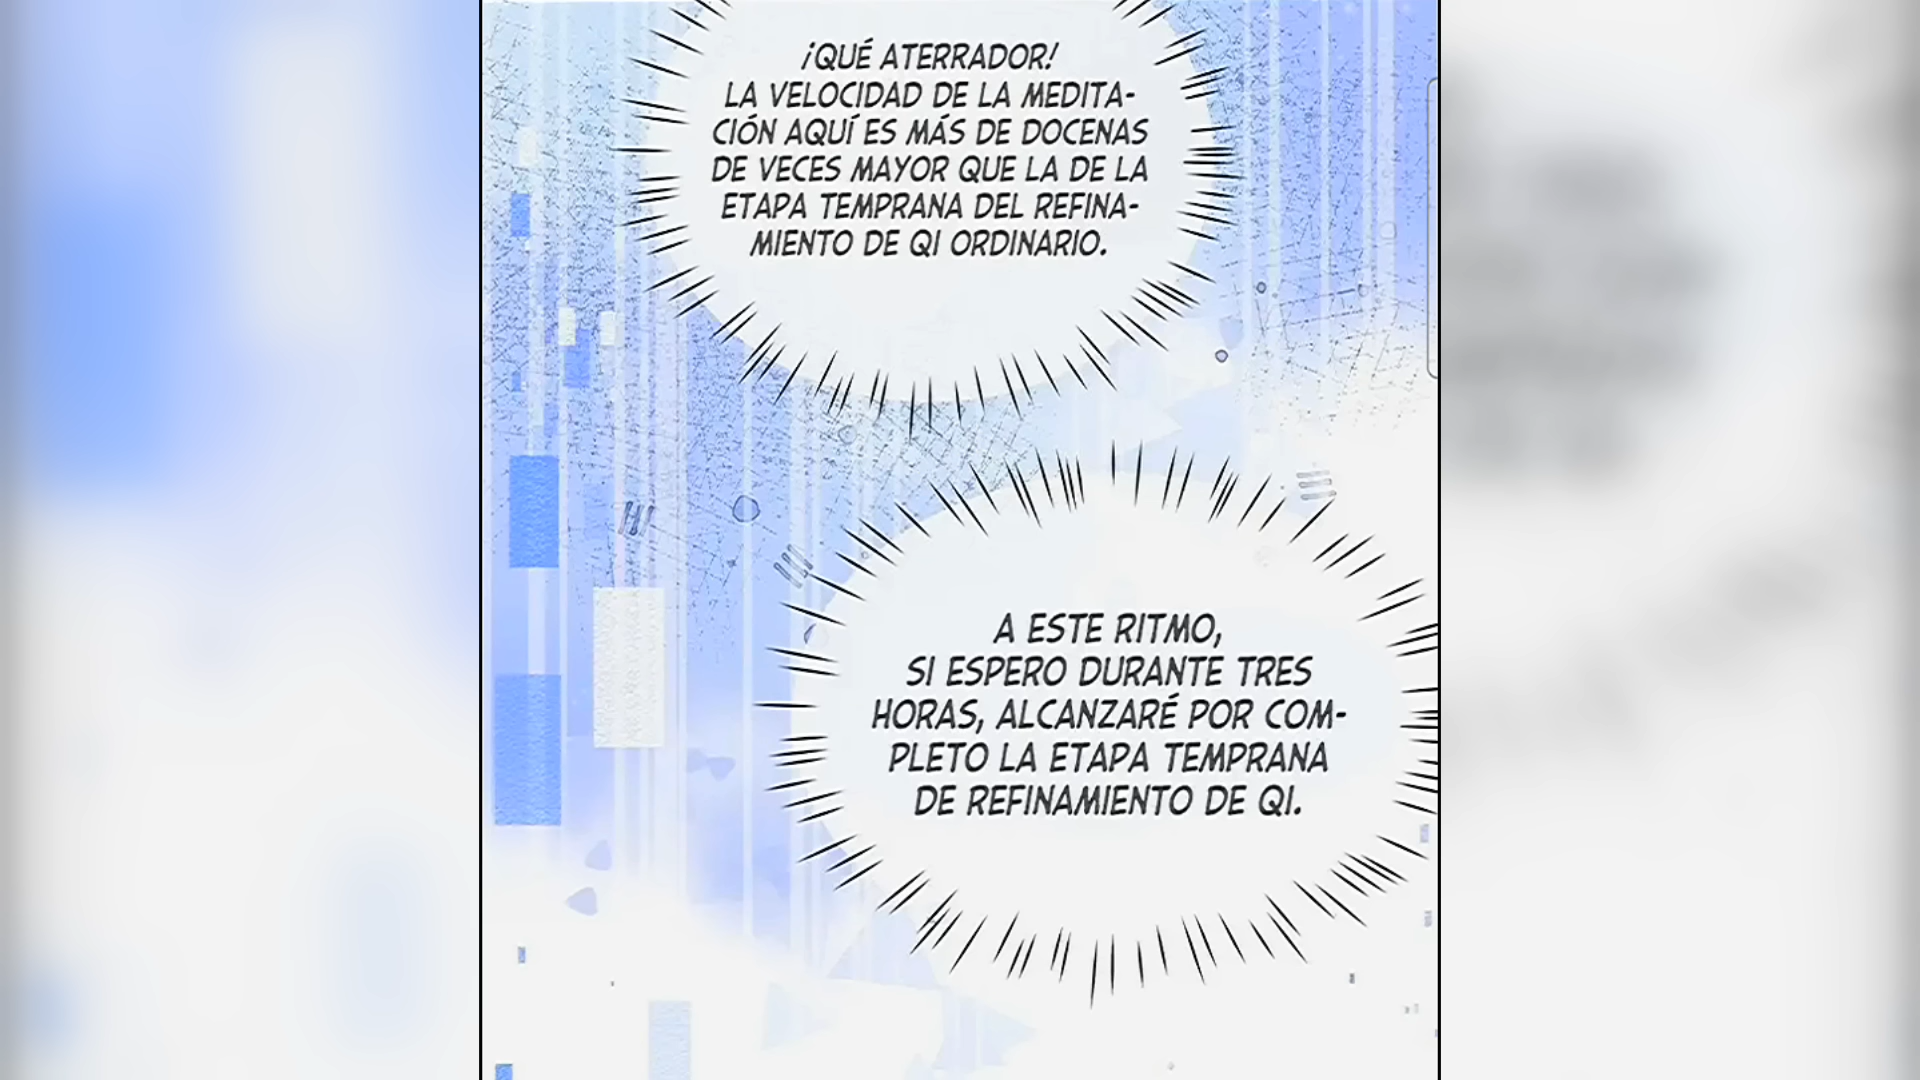 ¡QUÉ ATERRADOR!
LA VELOCIDAD DE LA MEDITA-
CIÓN AQUÍ ES MÁS DE DOCENAS
DE VECES MAYOR QUE LA DE LA
ETAPA TEMPRANA DEL REFINA-
MIENTO DE QI ORDINARIO.
A ESTE RITMO,
SI ESPERO DURANTE TRES
HORAS, ALCANZARÉ POR COM-
PLETO LA ETAPA TEMPRANA
DE REFINAMIENTO DE QI.